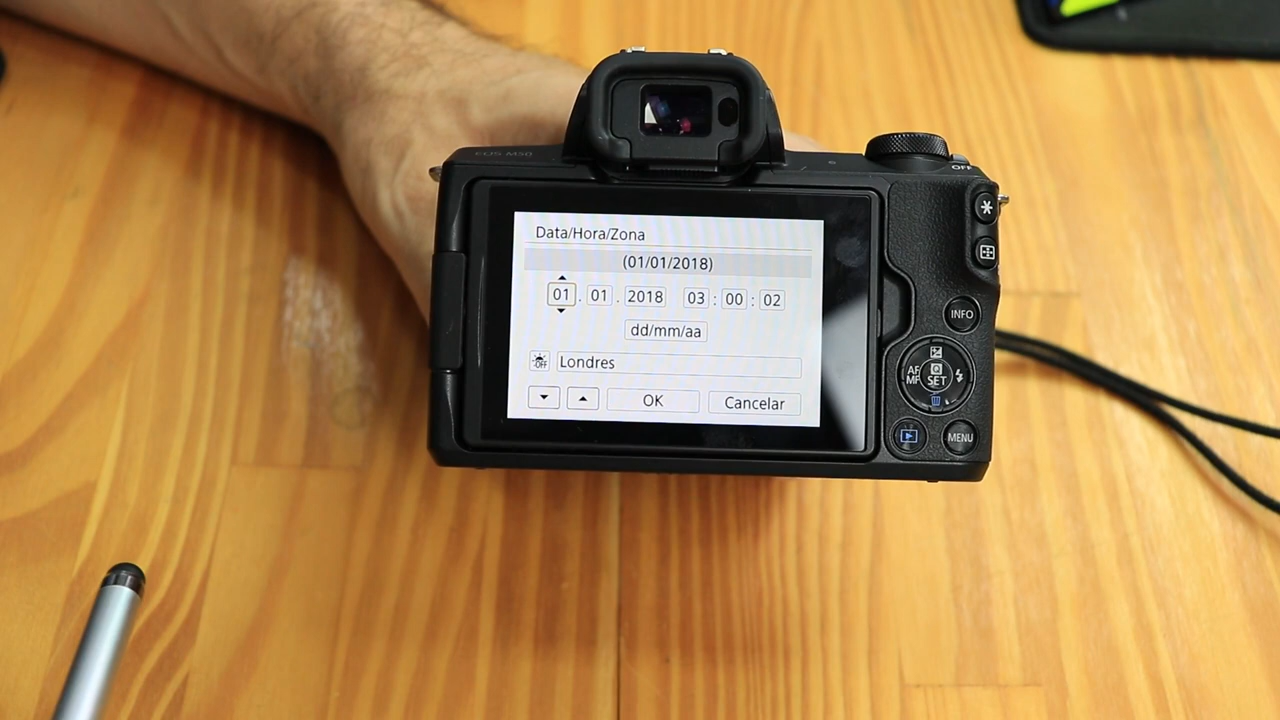 EOS M50
OFF
Data/Hora/Zona
(01/01/2018)
01 . 01 . 2018 03 : 00 : 02
dd/mm/aa
OFF Londres
OK Cancelar
INFO
AF
MF
Q
SET
MENU